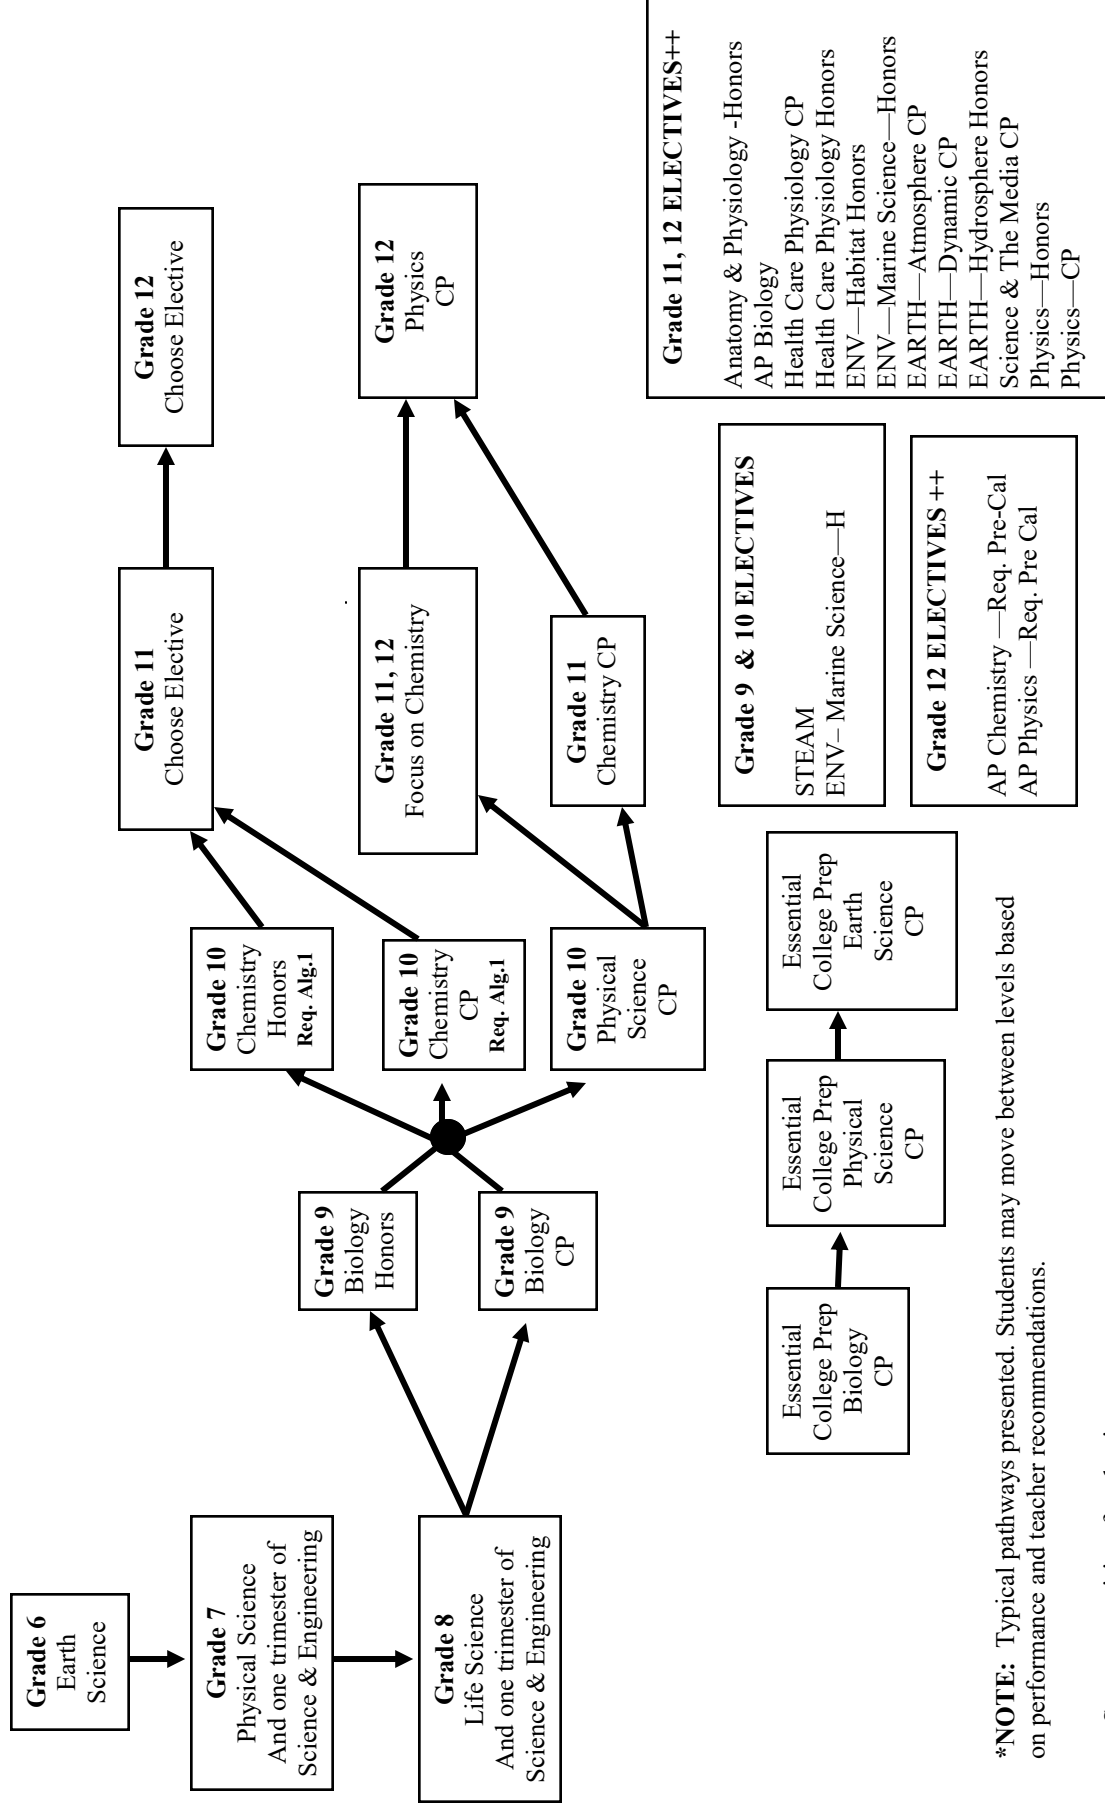 Grade 6
Earth
Science
Grade 7
Physical Science
And one trimester of
Science & Engineering
Grade 8
Life Science
And one trimester of
Science & Engineering
Grade 9
Biology
Honors
Grade 9
Biology
CP
Grade 10
Chemistry
Honors
Req. Alg.1
Grade 10
Chemistry
CP
Req. Alg.1
Grade 10
Physical
Science
CP
Grade 11
Choose Elective
Grade 11, 12
Focus on Chemistry
Grade 11
Chemistry CP
Grade 12
Choose Elective
Grade 12
Physics
CP
Essential
College Prep
Biology
CP
Essential
College Prep
Physical
Science
CP
Essential
College Prep
Earth
Science
CP
Grade 9 & 10 ELECTIVES
STEAM
ENV– Marine Science—H
Grade 12 ELECTIVES ++
AP Chemistry —Req. Pre-Cal
AP Physics —Req. Pre Cal
Grade 11, 12 ELECTIVES++
Anatomy & Physiology -Honors
AP Biology
Health Care Physiology CP
Health Care Physiology Honors
ENV—Habitat Honors
ENV—Marine Science—Honors
EARTH—Atmosphere CP
EARTH—Dynamic CP
EARTH—Hydrosphere Honors
Science & The Media CP
Physics—Honors
Physics—CP
*NOTE: Typical pathways presented. Students may move between levels based
on performance and teacher recommendations.